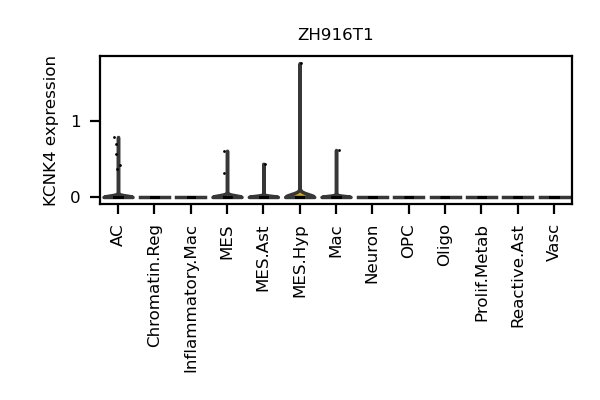 ZH916T1
KCNK4 expression
1
0
AC
Chromatin.Reg
Inflammatory.Mac
MES
MES.Ast
MES.Hyp
Mac
Neuron
OPC
Oligo
Prolif.Metab
Reactive.Ast
Vasc